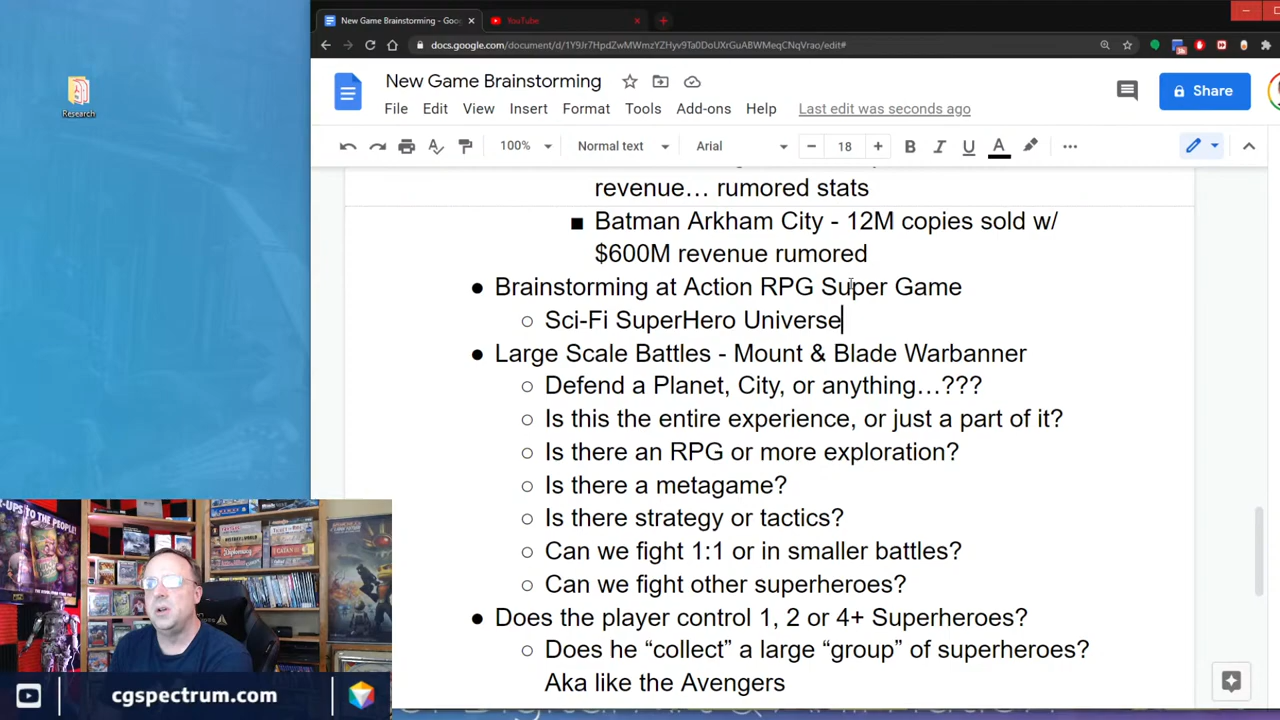 New Game Brainstorming - Goo
YouTube
docs.google.com/document/d/1Y9Jr7HpdZwMWmzYZHyv9Ta0DoUXrGuABWMeqCNqVrao/edit#
New Game Brainstorming
Share
File Edit View Insert Format Tools Add-ons Help Last edit was seconds ago
100% Normal text Arial 18 B I U A
revenue… rumored stats
■ Batman Arkham City - 12M copies sold w/
$600M revenue rumored
● Brainstorming at Action RPG Super Game
○ Sci-Fi SuperHero Universe
● Large Scale Battles - Mount & Blade Warbanner
○ Defend a Planet, City, or anything…???
○ Is this the entire experience, or just a part of it?
○ Is there an RPG or more exploration?
○ Is there a metagame?
○ Is there strategy or tactics?
○ Can we fight 1:1 or in smaller battles?
○ Can we fight other superheroes?
● Does the player control 1, 2 or 4+ Superheroes?
○ Does he “collect” a large “group” of superheroes?
Aka like the Avengers
Research
cgspectrum.com